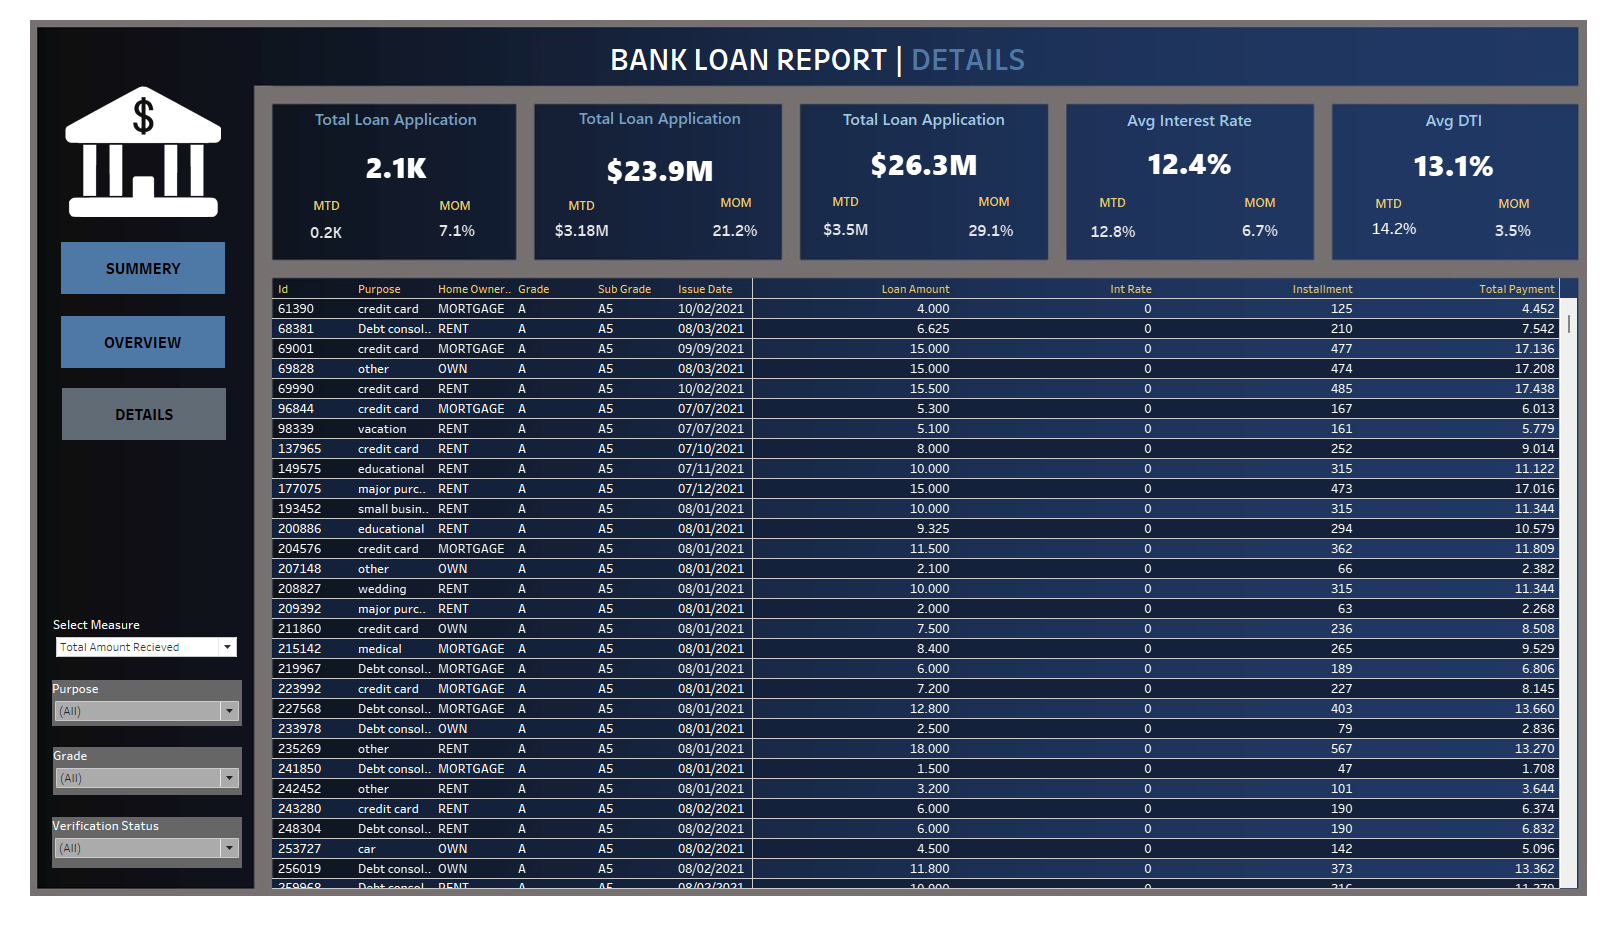 BANK LOAN REPORT | DETAILS
$
SUMMERY
OVERVIEW
DETAILS
Select Measure
Total Amount Recieved
Purpose
(All)
Grade
(All)
Verification Status
(All)
Total Loan Application
2.1K
MTD MOM
0.2K 7.1%
Total Loan Application
$23.9M
MTD MOM
$3.18M 21.2%
Total Loan Application
$26.3M
MTD MOM
$3.5M 29.1%
Avg Interest Rate
12.4%
MTD MOM
12.8% 6.7%
Avg DTI
13.1%
MTD MOM
14.2% 3.5%
Id Purpose Home Owner.. Grade Sub Grade Issue Date Loan Amount Int Rate Installment Total Payment
61390 credit card MORTGAGE A A5 10/02/2021 4.000 0 125 4.452
68381 Debt consol.. RENT A A5 08/03/2021 6.625 0 210 7.542
69001 credit card MORTGAGE A A5 09/09/2021 15.000 0 477 17.136
69828 other OWN A A5 08/03/2021 15.000 0 474 17.208
69990 credit card RENT A A5 10/02/2021 15.500 0 485 17.438
96844 credit card MORTGAGE A A5 07/07/2021 5.300 0 167 6.013
98339 vacation RENT A A5 07/07/2021 5.100 0 161 5.779
137965 credit card RENT A A5 07/10/2021 8.000 0 252 9.014
149575 educational RENT A A5 07/11/2021 10.000 0 315 11.122
177075 major purc.. RENT A A5 07/12/2021 15.000 0 473 17.016
193452 small busin.. RENT A A5 08/01/2021 10.000 0 315 11.344
200886 educational RENT A A5 08/01/2021 9.325 0 294 10.579
204576 credit card MORTGAGE A A5 08/01/2021 11.500 0 362 11.809
207148 other OWN A A5 08/01/2021 2.100 0 66 2.382
208827 wedding RENT A A5 08/01/2021 10.000 0 315 11.344
209392 major purc.. RENT A A5 08/01/2021 2.000 0 63 2.268
211860 credit card OWN A A5 08/01/2021 7.500 0 236 8.508
215142 medical MORTGAGE A A5 08/01/2021 8.400 0 265 9.529
219967 Debt consol.. MORTGAGE A A5 08/01/2021 6.000 0 189 6.806
223992 credit card MORTGAGE A A5 08/01/2021 7.200 0 227 8.145
227568 Debt consol.. MORTGAGE A A5 08/01/2021 12.800 0 403 13.660
233978 Debt consol.. OWN A A5 08/01/2021 2.500 0 79 2.836
235269 other RENT A A5 08/01/2021 18.000 0 567 13.270
241850 Debt consol.. MORTGAGE A A5 08/01/2021 1.500 0 47 1.708
242452 other RENT A A5 08/01/2021 3.200 0 101 3.644
243280 credit card RENT A A5 08/02/2021 6.000 0 190 6.374
248304 Debt consol.. RENT A A5 08/02/2021 6.000 0 190 6.832
253727 car OWN A A5 08/02/2021 4.500 0 142 5.096
256019 Debt consol.. OWN A A5 08/02/2021 11.800 0 373 13.362
259968 Debt consol.. RENT A A5 08/02/2021 10.000 0 316 11.379